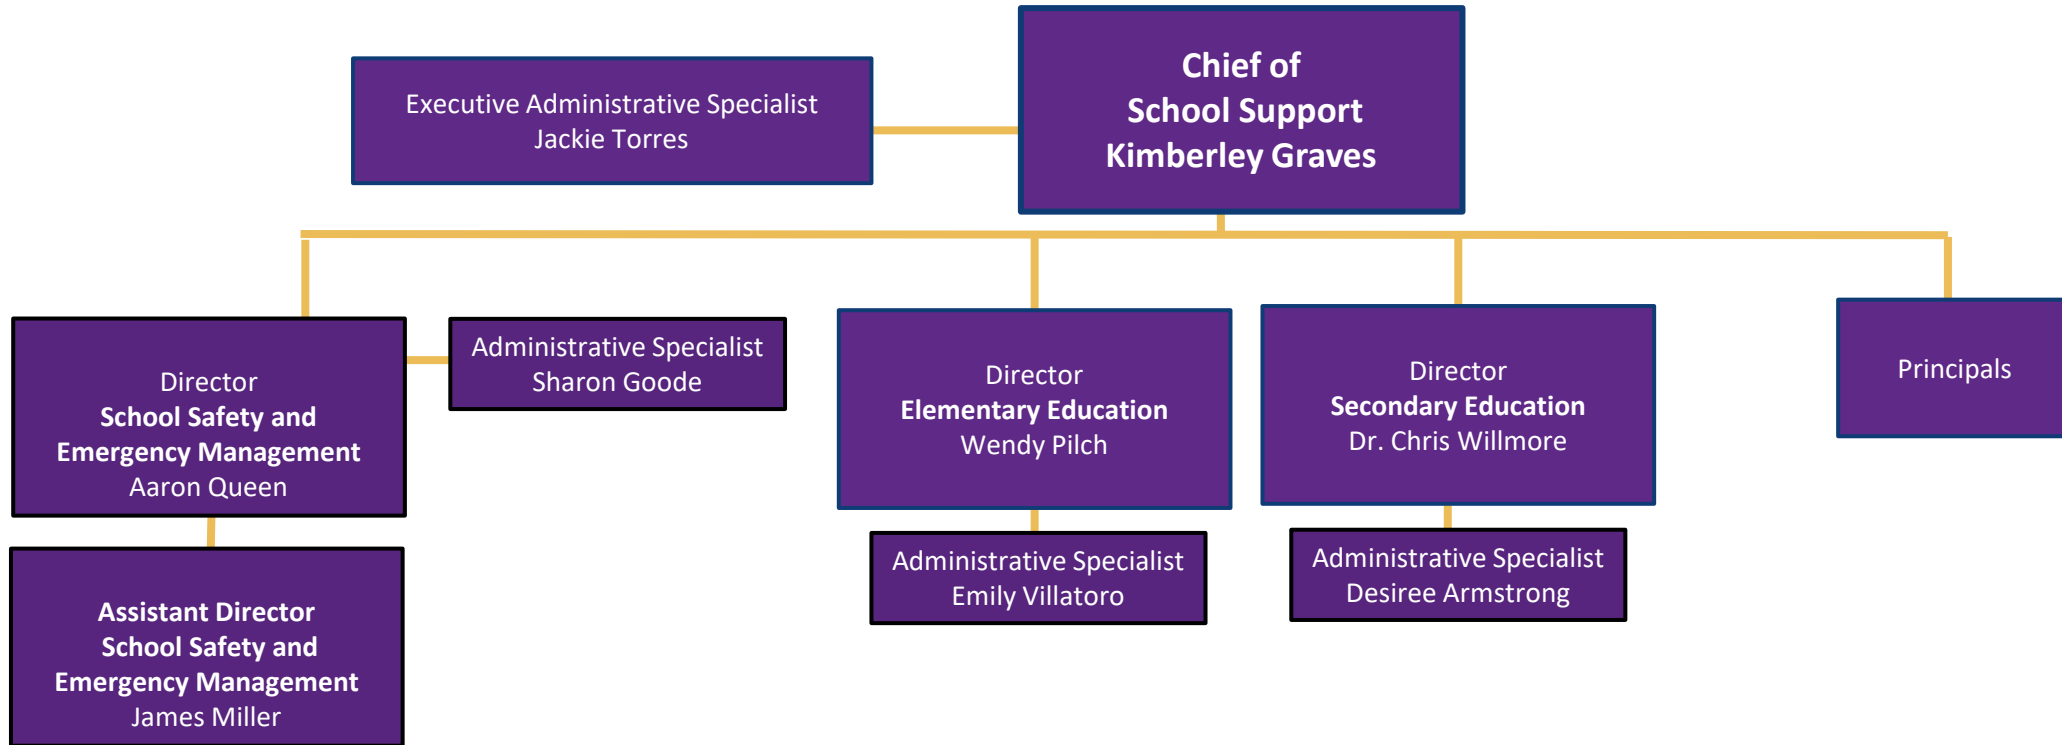 Executive Administrative Specialist
Jackie Torres
Chief of
School Support
Kimberley Graves
Director
School Safety and
Emergency Management
Aaron Queen
Administrative Specialist
Sharon Goode
Director
Elementary Education
Wendy Pilch
Director
Secondary Education
Dr. Chris Willmore
Principals
Assistant Director
School Safety and
Emergency Management
James Miller
Administrative Specialist
Emily Villatoro
Administrative Specialist
Desiree Armstrong